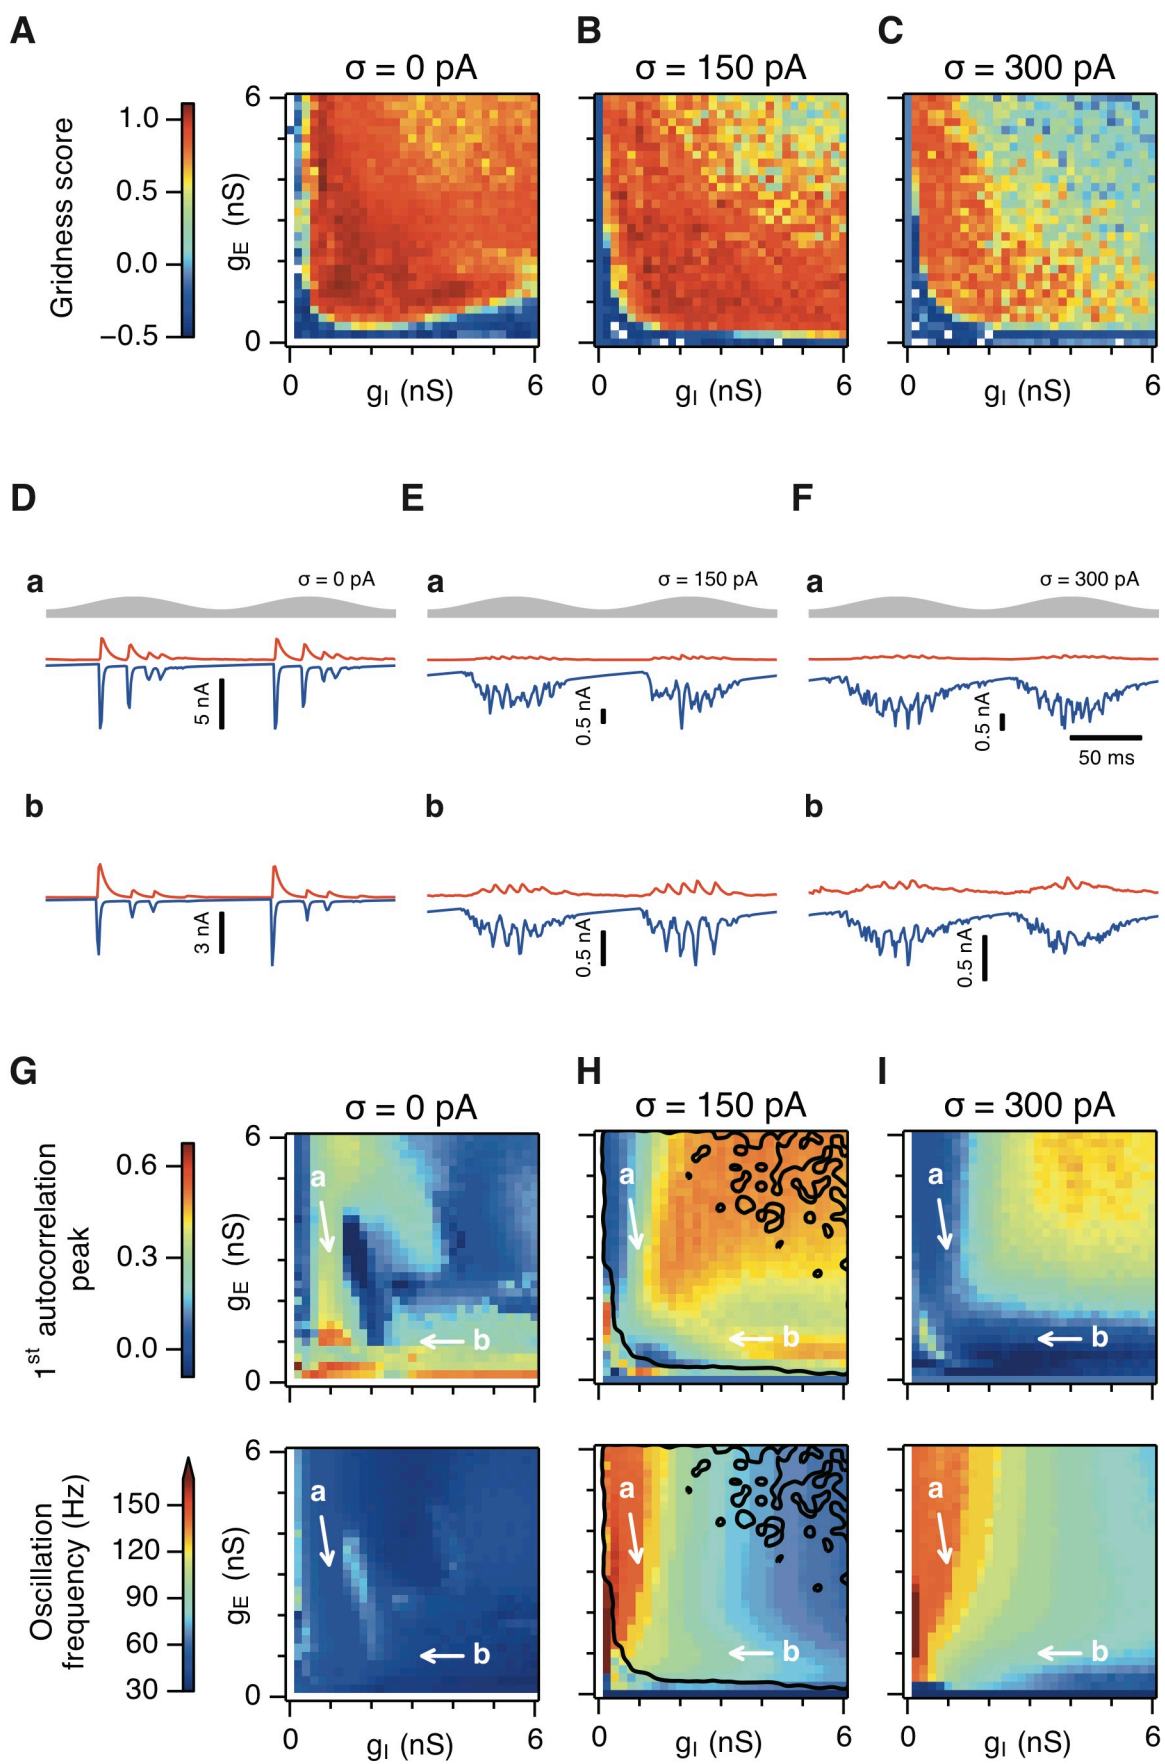 A
B
C
σ = 0 pA
σ = 150 pA
σ = 300 pA
Gridness score
1.0
0.5
0.0
−0.5
gE (nS)
6
0
0
6
gI (nS)
0
6
gI (nS)
0
6
gI (nS)
D
E
F
a
σ = 0 pA
5 nA
a
σ = 150 pA
0.5 nA
a
σ = 300 pA
0.5 nA
50 ms
b
3 nA
b
0.5 nA
b
0.5 nA
G
H
I
σ = 0 pA
σ = 150 pA
σ = 300 pA
1st autocorrelation
peak
0.6
0.3
0.0
gE (nS)
6
0
a
b
a
b
a
b
Oscillation
frequency (Hz)
150
120
90
60
30
gE (nS)
6
0
a
b
a
b
a
b
0
6
gI (nS)
0
6
gI (nS)
0
6
gI (nS)